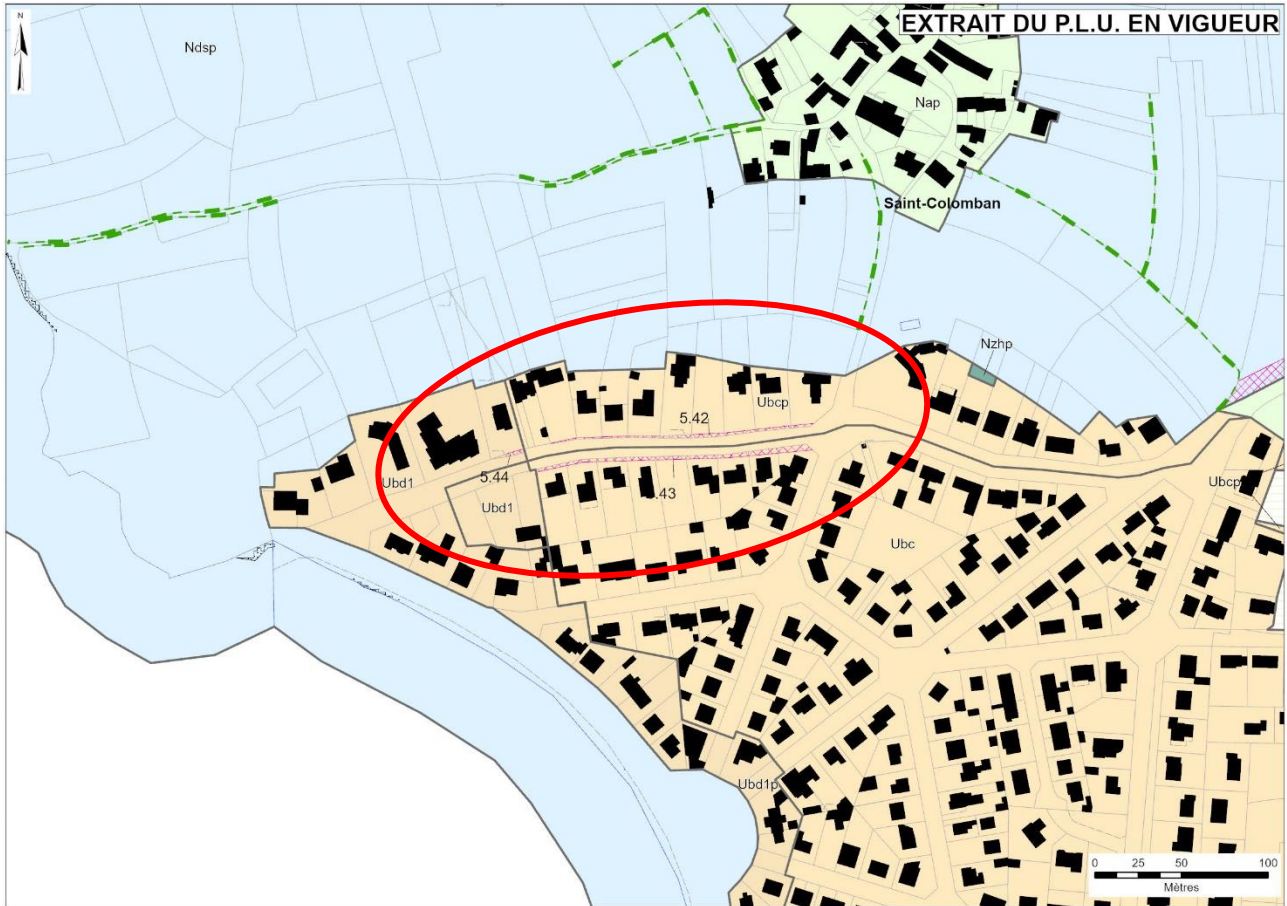 EXTRAIT DU P.L.U. EN VIGUEUR
N
Ndsp
Nap
Saint-Colomban
Nzhp
Ubcp
5.42
Ubd1
5.44
5.43
Ubd1
Ubcp
Ubc
Ubd1p
0 25 50 100
Mètres